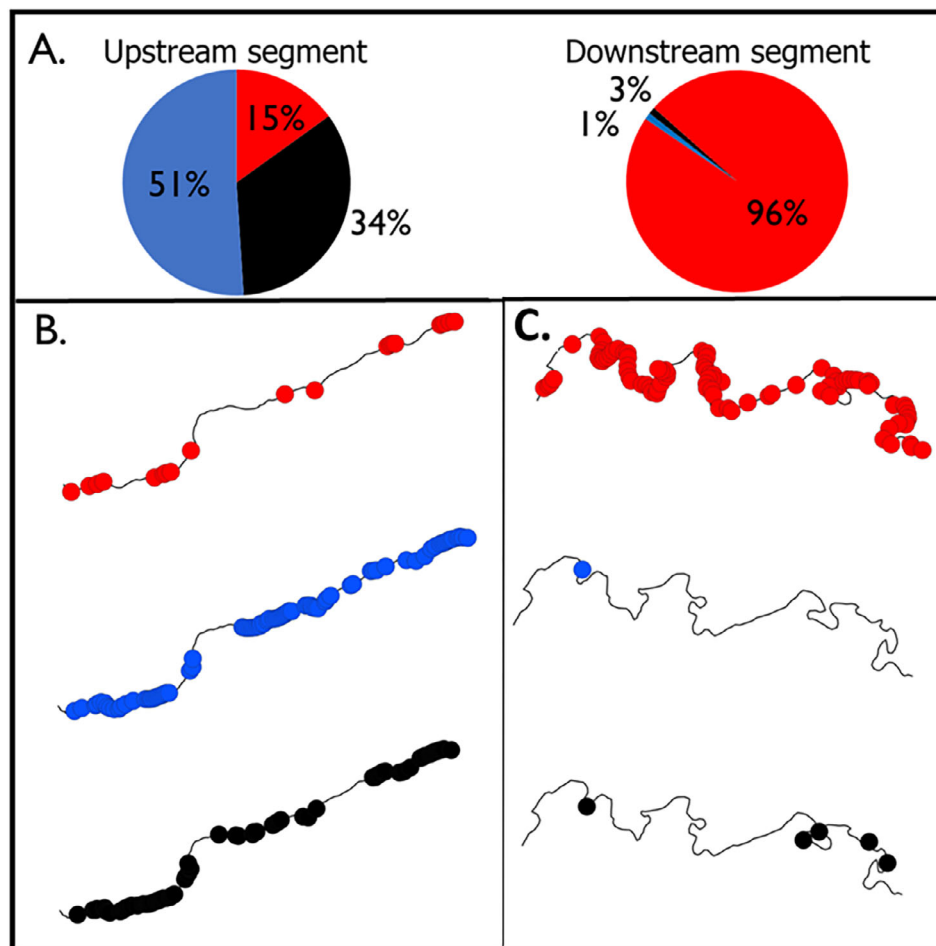 A.
Upstream segment
Downstream segment
15%
51%
34%
3%
1%
96%
B.
C.